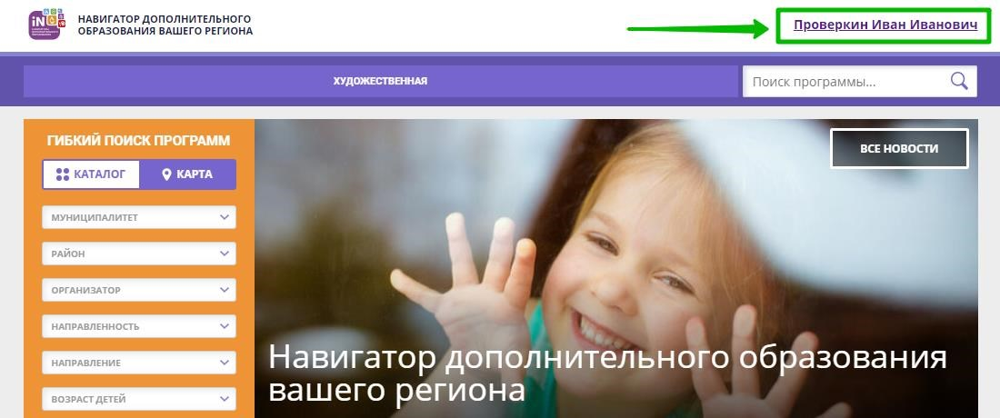 iN
НАВИГАТОР ДОПОЛНИТЕЛЬНОГО
ОБРАЗОВАНИЯ ВАШЕГО РЕГИОНА
Проверкин Иван Иванович
ХУДОЖЕСТВЕННАЯ
Поиск программы...
ГИБКИЙ ПОИСК ПРОГРАММ
КАТАЛОГ
КАРТА
МУНИЦИПАЛИТЕТ
РАЙОН
ОРГАНИЗАТОР
НАПРАВЛЕННОСТЬ
НАПРАВЛЕНИЕ
ВОЗРАСТ ДЕТЕЙ
ВСЕ НОВОСТИ
Навигатор дополнительного образования
вашего региона